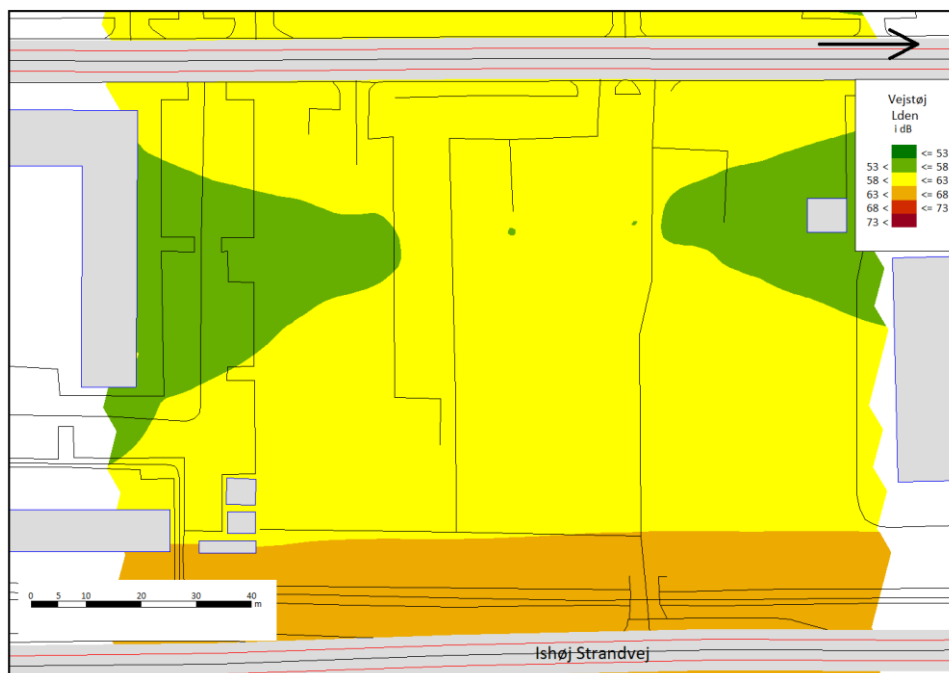 Vejstøj
Lden
i dB
<= 53
53 < <= 58
58 < <= 63
63 < <= 68
68 < <= 73
73 <
0 5 10 20 30 40
m
Ishøj Strandvej